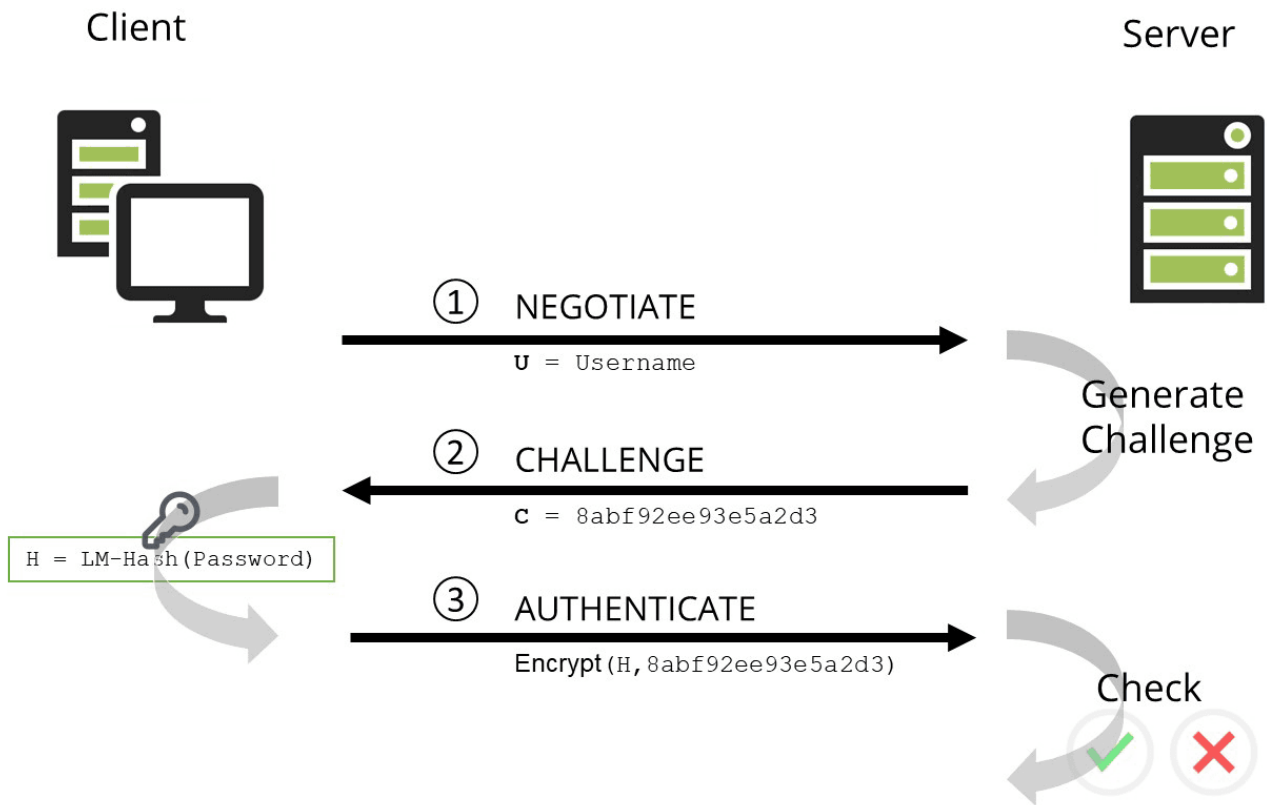 Client
Server
① NEGOTIATE
U = Username
Generate
Challenge
② CHALLENGE
C = 8abf92ee93e5a2d3
H = LM-Hash(Password)
③ AUTHENTICATE
Encrypt(H,8abf92ee93e5a2d3)
Check